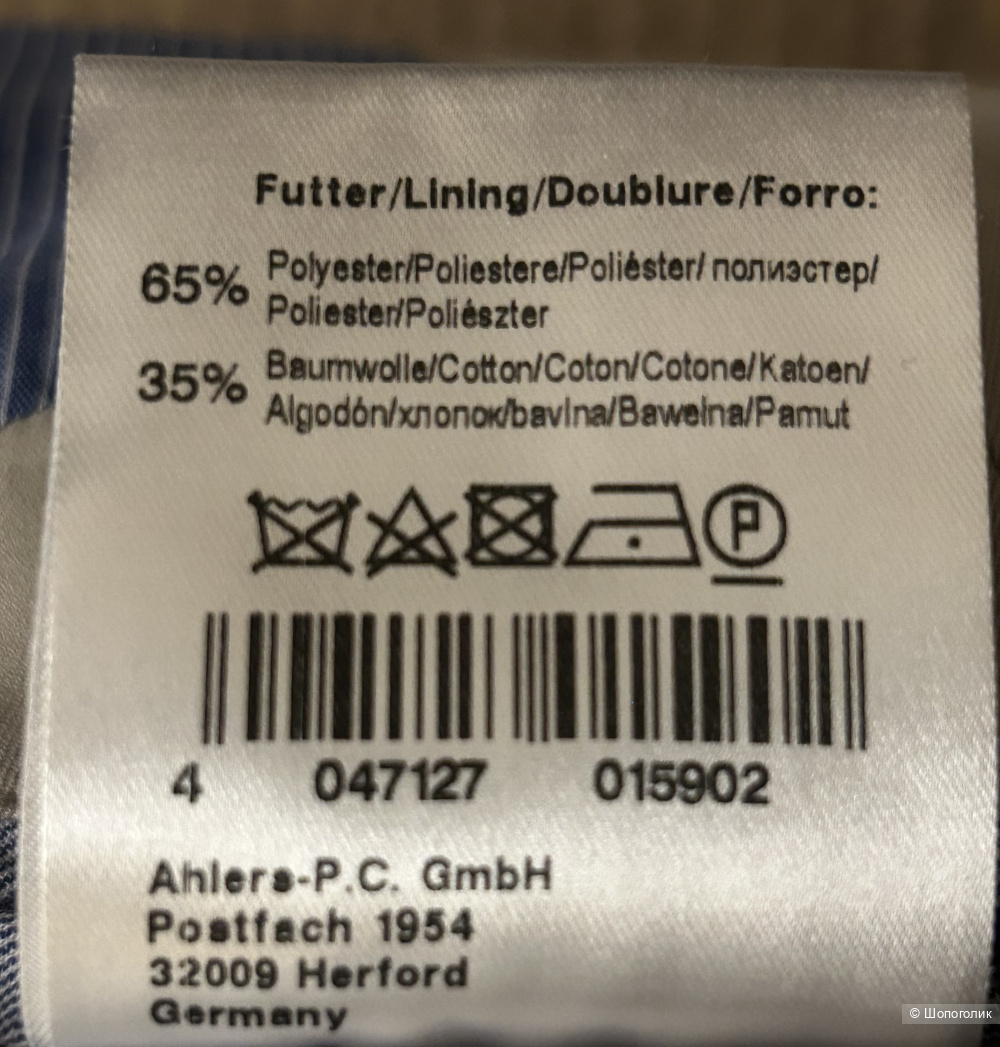 Futter/Lining/Doublure/Forro:
65% Polyester/Poliestere/Poliéster/ полиэстер/
Poliester/Poliészter
35% Baumwolle/Cotton/Coton/Cotone/Katoen/
Algodón/хлопок/bavlna/Bawełna/Pamut
P
4 047127 015902
Ahlers-P.C. GmbH
Postfach 1954
32009 Herford
Germany
© Шопоголик